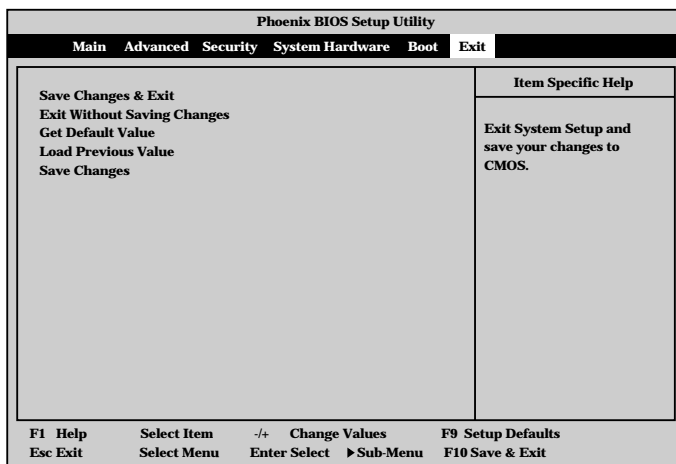 Phoenix BIOS Setup Utility
Main Advanced Security System Hardware Boot Exit
Item Specific Help
Save Changes & Exit
Exit Without Saving Changes
Get Default Value
Load Previous Value
Save Changes
Exit System Setup and
save your changes to
CMOS.
F1 Help Select Item -/+ Change Values F9 Setup Defaults
Esc Exit Select Menu Enter Select ▶Sub-Menu F10 Save & Exit